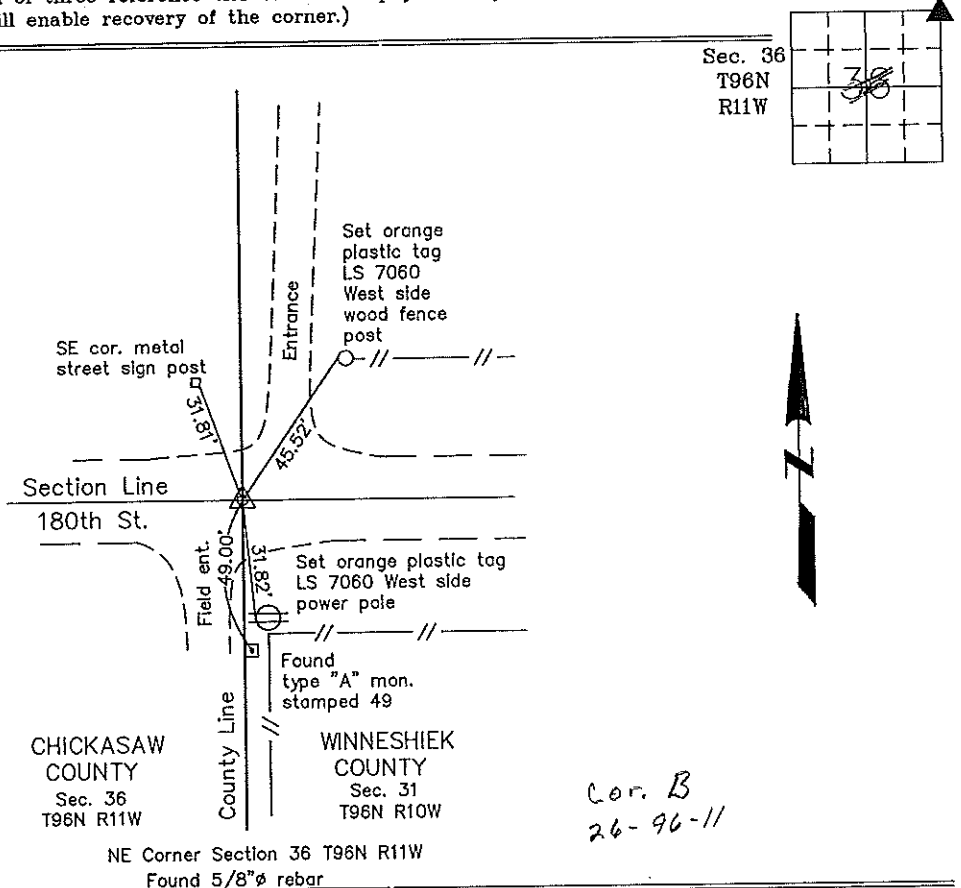 ill enable recovery of the corner.)
Sec. 36
T96N
R11W
36
Set orange
plastic tag
LS 7060
West side
wood fence
post
Entrance
SE cor. metal
street sign post
31.81'
45.52'
Section Line
180th St.
Field ent.
49.00'
31.82'
Set orange plastic tag
LS 7060 West side
power pole
Found
type "A" mon.
stamped 49
County Line
CHICKASAW
COUNTY
Sec. 36
T96N R11W
WINNESHIEK
COUNTY
Sec. 31
T96N R10W
N
Cor. B
26-96-11
NE Corner Section 36 T96N R11W
Found 5/8"ø rebar